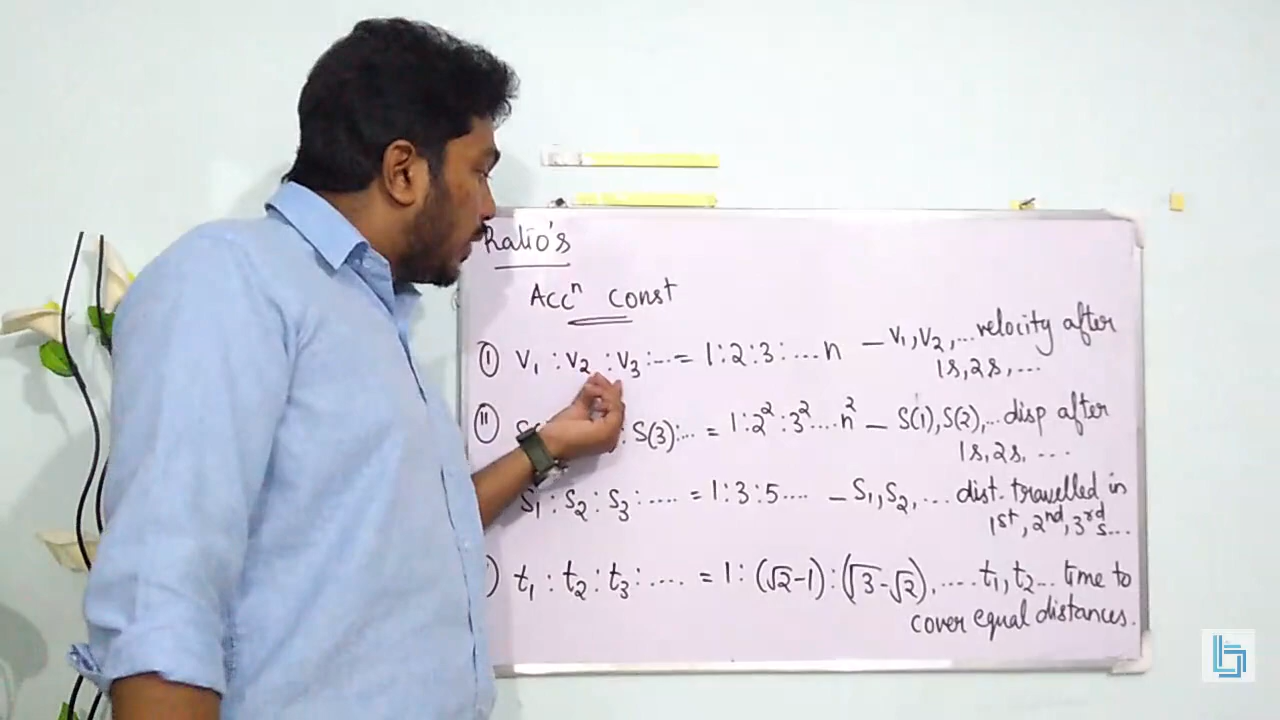 Ratio's
Accⁿ Const
(I) V₁ : V₂ : V₃ : ... = 1 : 2 : 3 : ... n – V₁, V₂, ... velocity after
1s, 2s, ...
(II) : S(3) : ... = 1 : 2² : 3² .... n² – S(1), S(2), ... disp after
1s, 2s, ...
S₁ : S₂ : S₃ : .... = 1 : 3 : 5 .... – S₁, S₂, ... dist. travelled in
1st, 2nd, 3rd s...
) t₁ : t₂ : t₃ : .... = 1 : (√2-1) : (√3-√2), .... t₁, t₂... time to
cover equal distances.